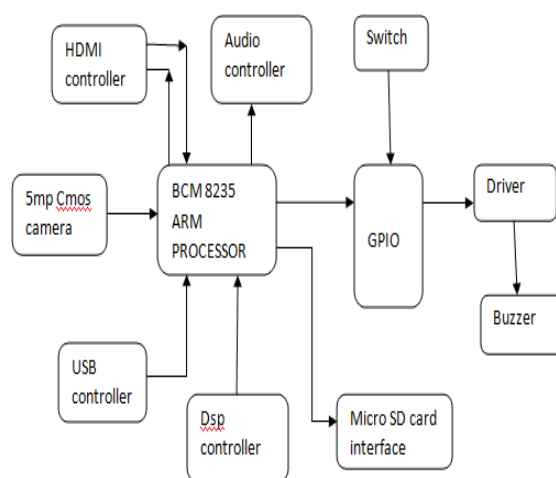 HDMI
controller
Audio
controller
Switch
5mp Cmos
camera
BCM 8235
ARM
PROCESSOR
GPIO
Driver
Buzzer
USB
controller
Dsp
controller
Micro SD card
interface